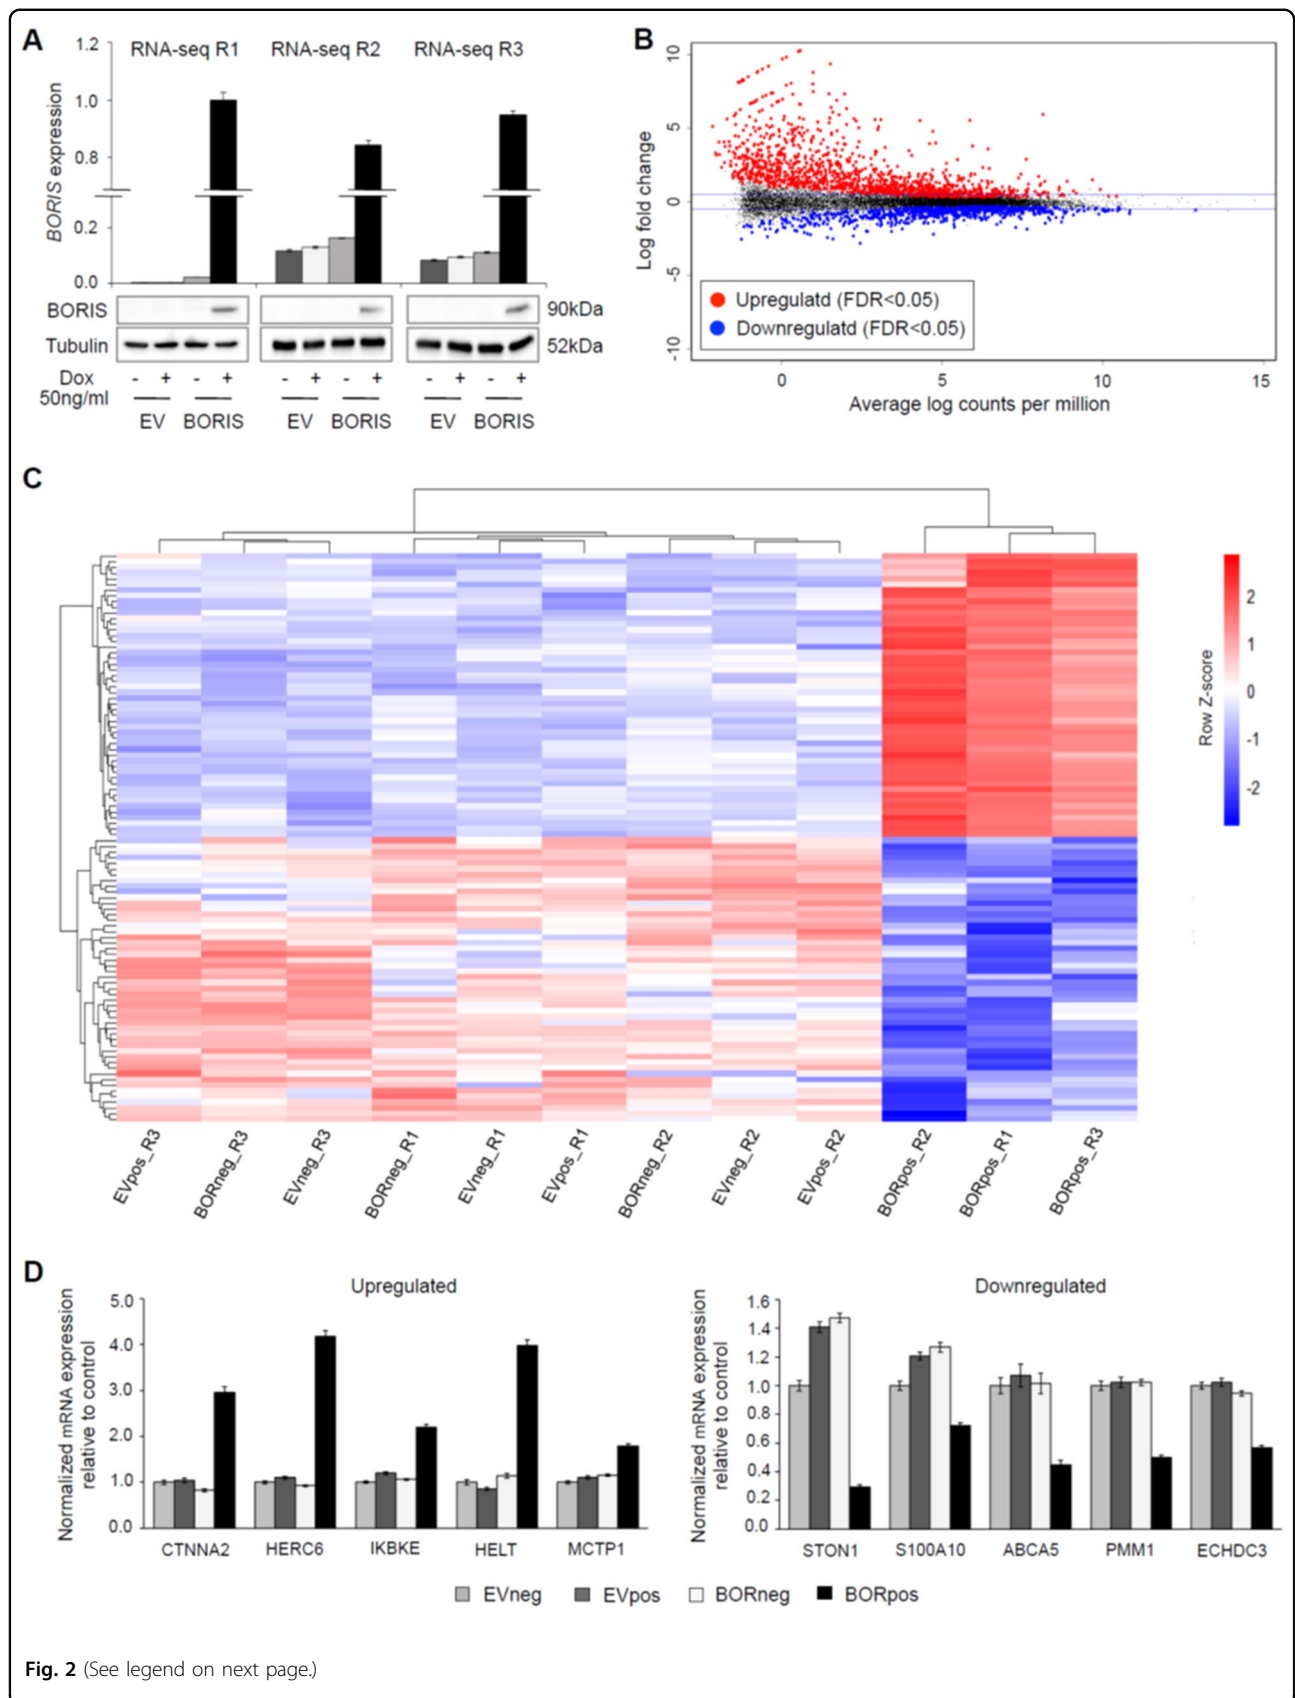 A
RNA-seq R1 RNA-seq R2 RNA-seq R3
BORIS expression
1.2
1.0
0.8
0.2
0.0
BORIS 90kDa
Tubulin 52kDa
Dox - + - + - + - + - + - +
50ng/ml
EV BORIS EV BORIS EV BORIS
B
Log fold change
10
5
0
-5
-10
Upregulatd (FDR<0.05)
Downregulatd (FDR<0.05)
0 5 10 15
Average log counts per million
C
Row Z-score
2
1
0
-1
-2
EVpos_R3 BORneg_R3 EVneg_R3 BORneg_R1 EVneg_R1 EVpos_R1 BORneg_R2 EVneg_R2 EVpos_R2 BORpos_R2 BORpos_R1 BORpos_R3
D
Upregulated
Normalized mRNA expression
relative to control
5.0
4.0
3.0
2.0
1.0
0.0
CTNNA2 HERC6 IKBKE HELT MCTP1
Downregulated
Normalized mRNA expression
relative to control
1.6
1.4
1.2
1.0
0.8
0.6
0.4
0.2
0.0
STON1 S100A10 ABCA5 PMM1 ECHDC3
EVneg EVpos BORneg BORpos
Fig. 2 (See legend on next page.)